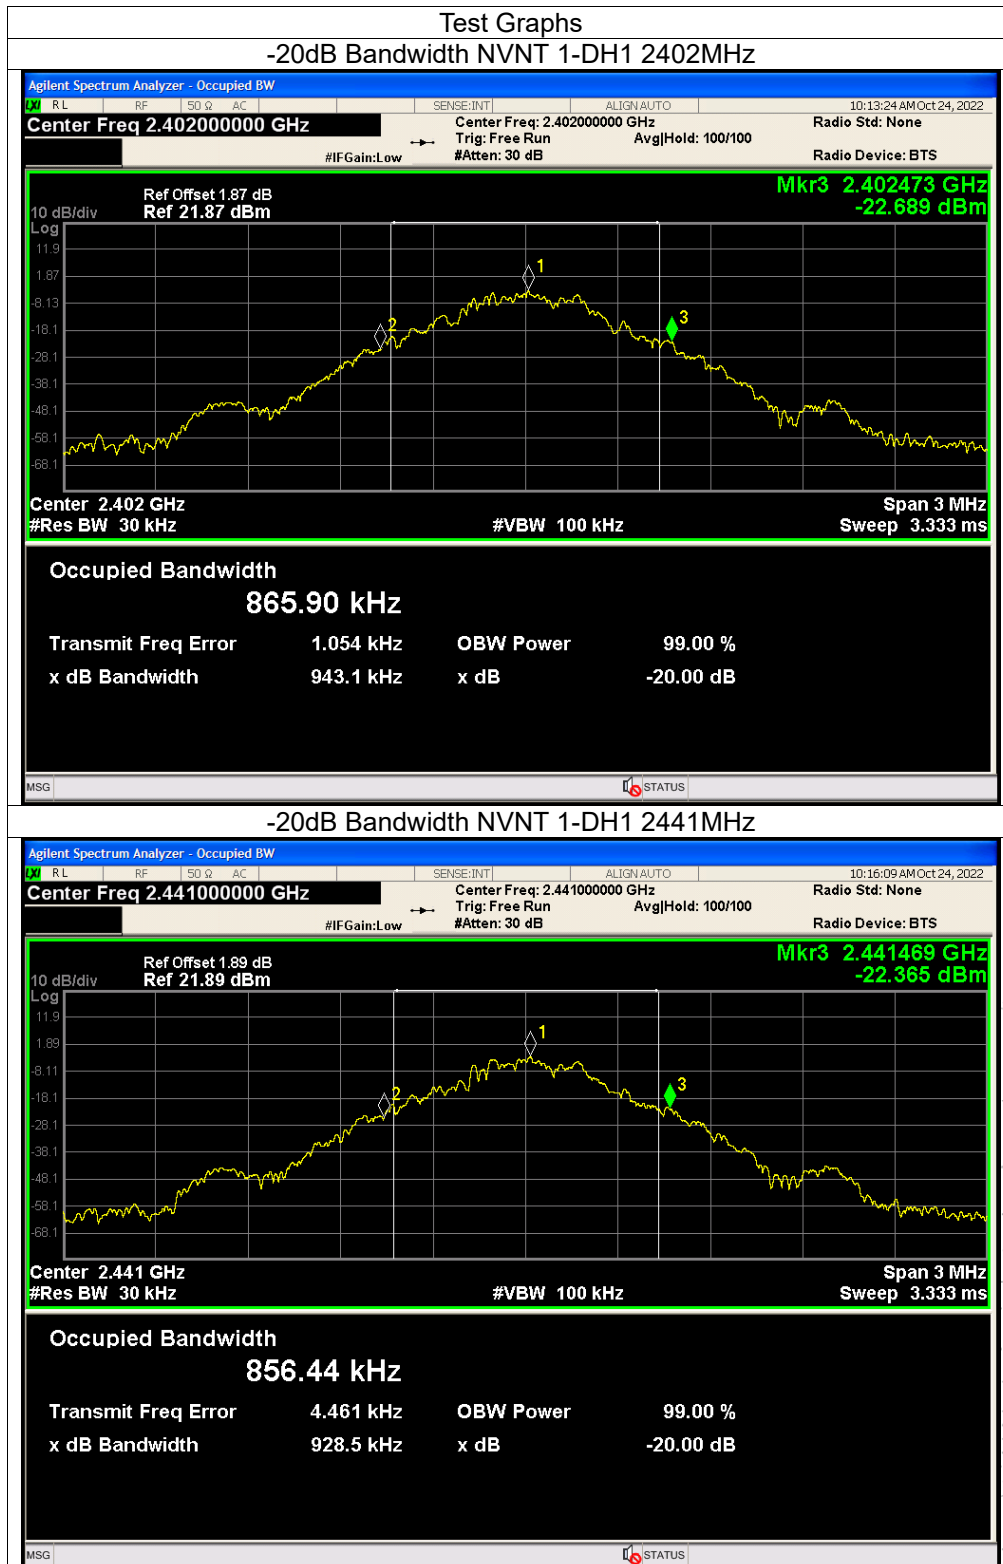 Test Graphs
-20dB Bandwidth NVNT 1-DH1 2402MHz
Agilent Spectrum Analyzer - Occupied BW
LXI RL RF 50 Ω AC SENSE:INT ALIGN AUTO 10:13:24 AM Oct 24, 2022
Center Freq 2.402000000 GHz Center Freq: 2.402000000 GHz Radio Std: None
Trig: Free Run Avg|Hold: 100/100
#IFGain:Low #Atten: 30 dB Radio Device: BTS
Mkr3 2.402473 GHz
Ref Offset 1.87 dB
10 dB/div Ref 21.87 dBm -22.689 dBm
Log
11.9
1.87
-8.13
-18.1
-28.1
-38.1
-48.1
-58.1
-68.1
1
2
3
Center 2.402 GHz Span 3 MHz
#Res BW 30 kHz #VBW 100 kHz Sweep 3.333 ms
Occupied Bandwidth
865.90 kHz
Transmit Freq Error 1.054 kHz OBW Power 99.00 %
x dB Bandwidth 943.1 kHz x dB -20.00 dB
MSG STATUS
-20dB Bandwidth NVNT 1-DH1 2441MHz
Agilent Spectrum Analyzer - Occupied BW
LXI RL RF 50 Ω AC SENSE:INT ALIGN AUTO 10:16:09 AM Oct 24, 2022
Center Freq 2.441000000 GHz Center Freq: 2.441000000 GHz Radio Std: None
Trig: Free Run Avg|Hold: 100/100
#IFGain:Low #Atten: 30 dB Radio Device: BTS
Mkr3 2.441469 GHz
Ref Offset 1.89 dB
10 dB/div Ref 21.89 dBm -22.365 dBm
Log
11.9
1.89
-8.11
-18.1
-28.1
-38.1
-48.1
-58.1
-68.1
1
2
3
Center 2.441 GHz Span 3 MHz
#Res BW 30 kHz #VBW 100 kHz Sweep 3.333 ms
Occupied Bandwidth
856.44 kHz
Transmit Freq Error 4.461 kHz OBW Power 99.00 %
x dB Bandwidth 928.5 kHz x dB -20.00 dB
MSG STATUS